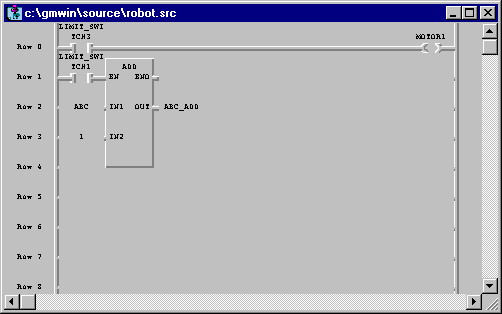 c:\gmwin\source\robot.src
LIMIT_SWI
Row 0 TCH3 MOTOR1
LIMIT_SWI
Row 1 TCH1 ADD
EN ENO
Row 2 ABC IN1 OUT ABC_ADD
Row 3 1 IN2
Row 4
Row 5
Row 6
Row 7
Row 8